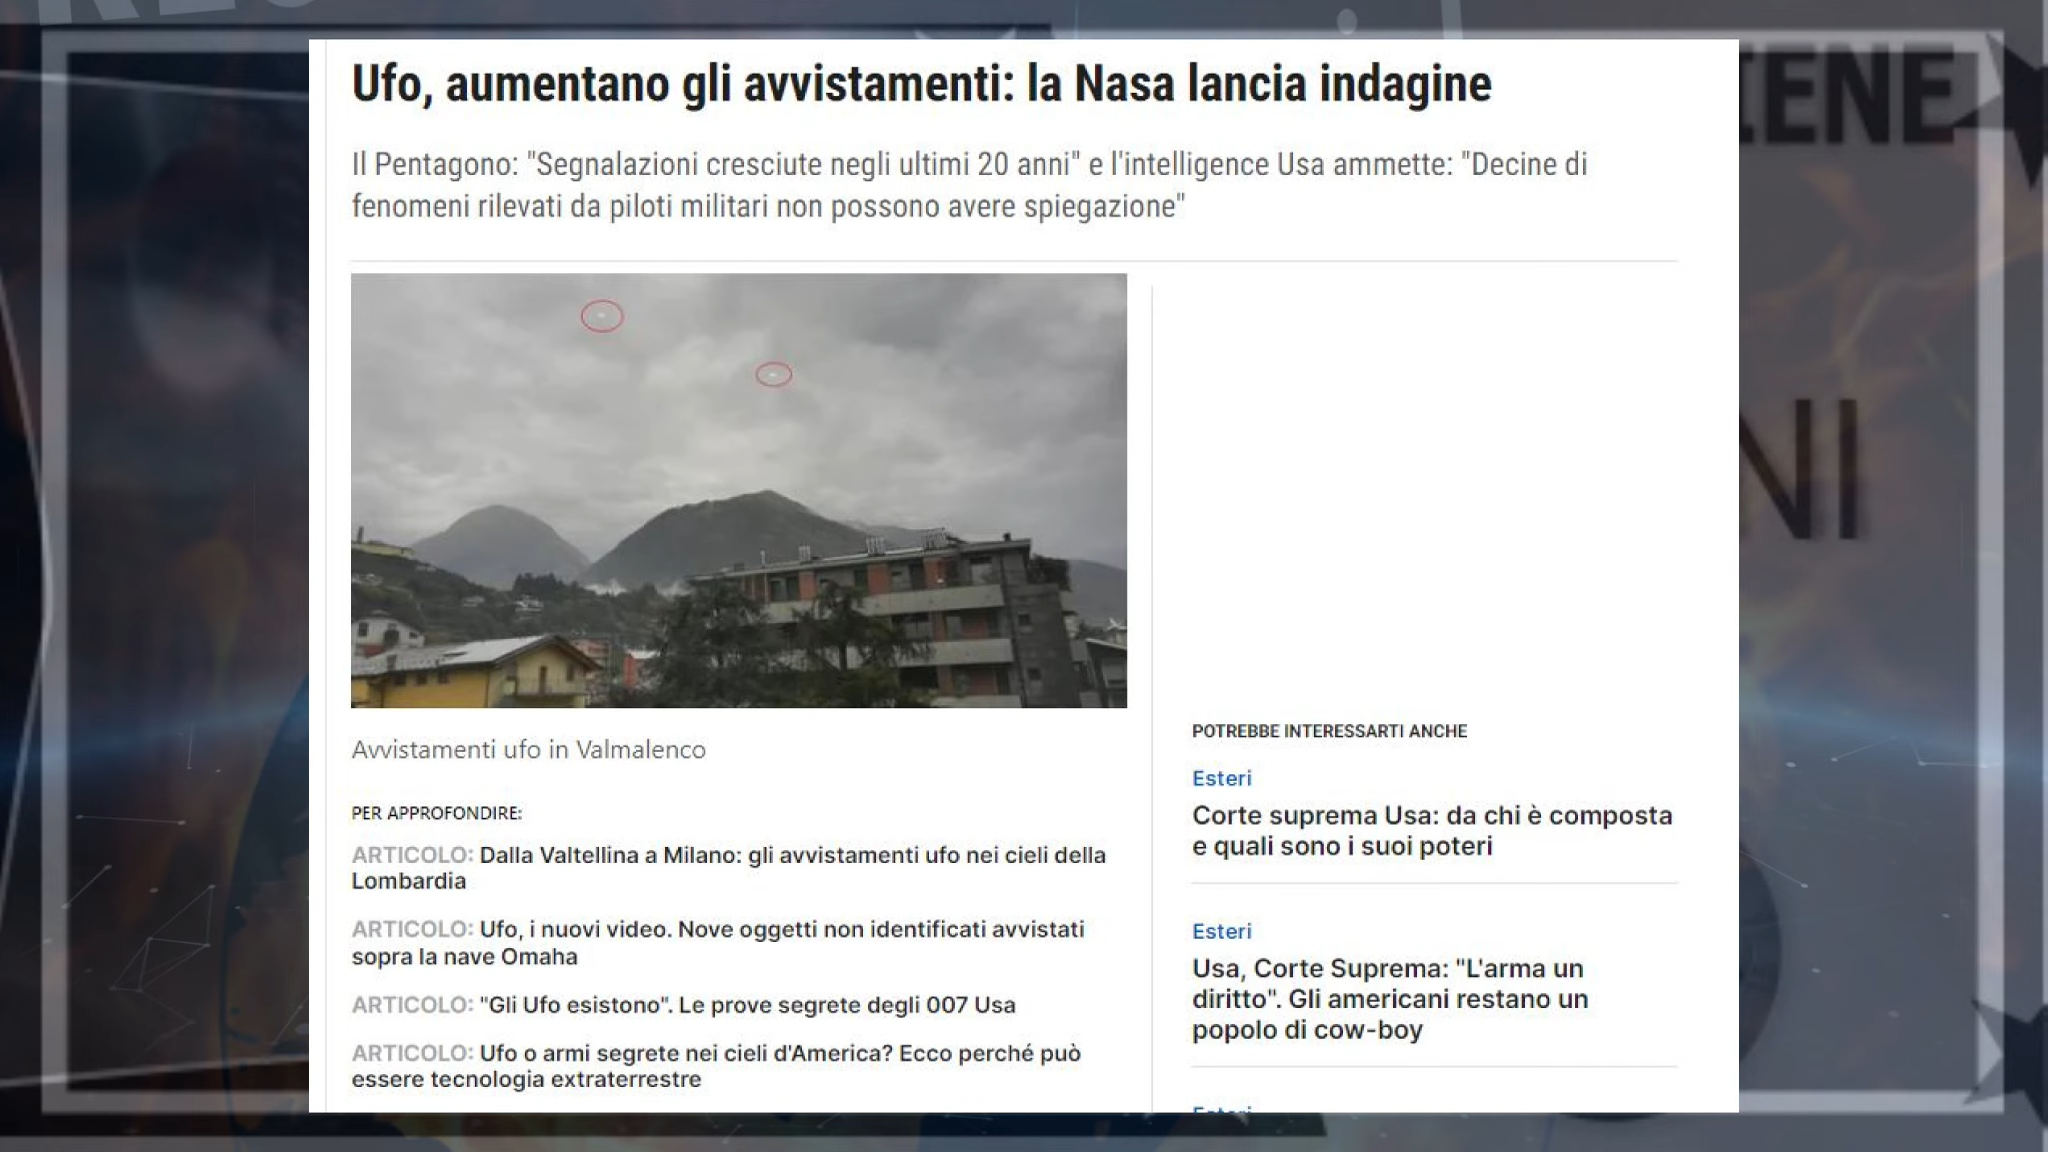 Ufo, aumentano gli avvistamenti: la Nasa lancia indagine
Il Pentagono: "Segnalazioni cresciute negli ultimi 20 anni" e l'intelligence Usa ammette: "Decine di
fenomeni rilevati da piloti militari non possono avere spiegazione"
Avvistamenti ufo in Valmalenco
PER APPROFONDIRE:
ARTICOLO: Dalla Valtellina a Milano: gli avvistamenti ufo nei cieli della
Lombardia
ARTICOLO: Ufo, i nuovi video. Nove oggetti non identificati avvistati
sopra la nave Omaha
ARTICOLO: "Gli Ufo esistono". Le prove segrete degli 007 Usa
ARTICOLO: Ufo o armi segrete nei cieli d'America? Ecco perché può
essere tecnologia extraterrestre
POTREBBE INTERESSARTI ANCHE
Esteri
Corte suprema Usa: da chi è composta
e quali sono i suoi poteri
Esteri
Usa, Corte Suprema: "L'arma un
diritto". Gli americani restano un
popolo di cow-boy
Esteri